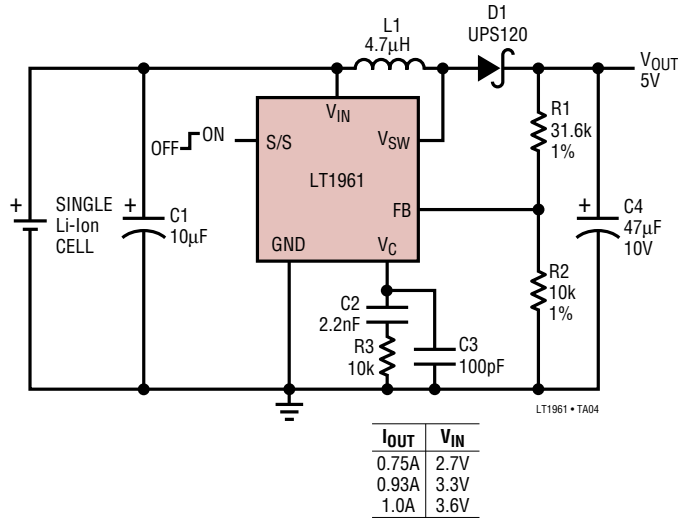 L1
4.7μH
D1
UPS120
VOUT
5V
VIN
OFF
ON
S/S
VSW
LT1961
FB
GND
VC
R1
31.6k
1%
+
SINGLE
Li-Ion
CELL
+
C1
10μF
+
C4
47μF
10V
R2
10k
1%
C2
2.2nF
R3
10k
C3
100pF
LT1961 • TA04
IOUT VIN
0.75A 2.7V
0.93A 3.3V
1.0A 3.6V